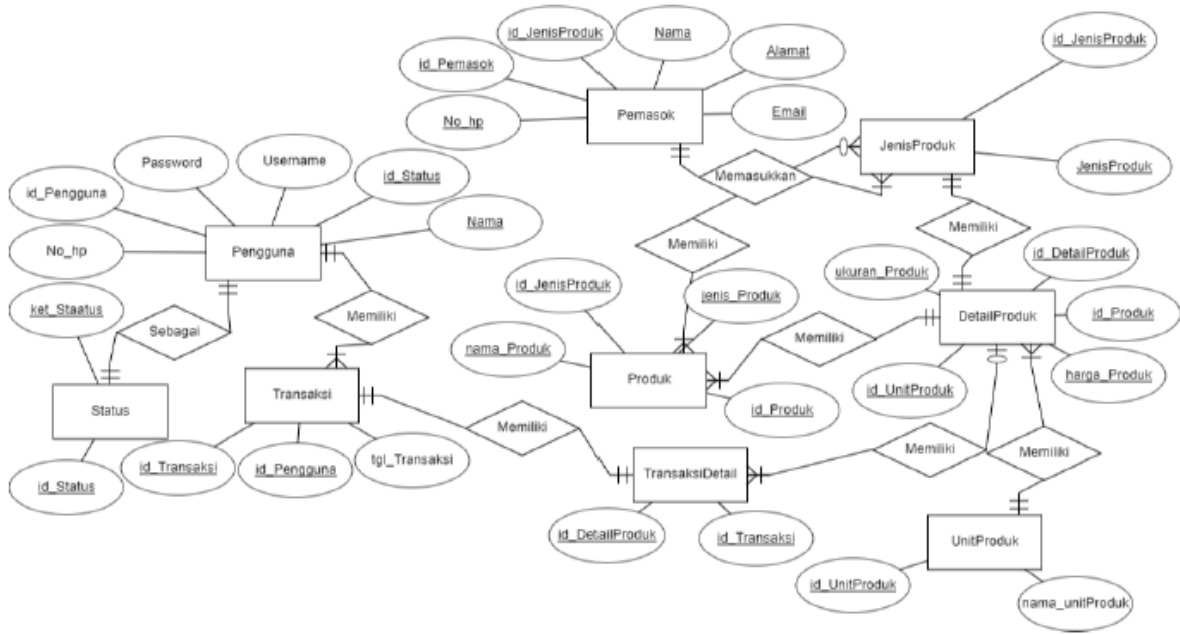 id_JenisProduk
Nama
id_JenisProduk
Alamat
id_Pemasok
Pemasok
No_hp
Email
JenisProduk
JenisProduk
Memasukkan
Password
Username
id_Status
id_Pengguna
Nama
Pengguna
No_hp
Memiliki
Memiliki
ukuran_Produk
id_DetailProduk
id_JenisProduk
jenis_Produk
ket_Staatus
Sebagai
Memiliki
Memiliki
DetailProduk
id_Produk
nama_Produk
Produk
id_UnitProduk
harga_Produk
Status
Transaksi
id_Produk
Memiliki
Memiliki
Memiliki
id_Transaksi
id_Pengguna
tgl_Transaksi
TransaksiDetail
id_Status
id_DetailProduk
id_Transaksi
UnitProduk
id_UnitProduk
nama_unitProduk